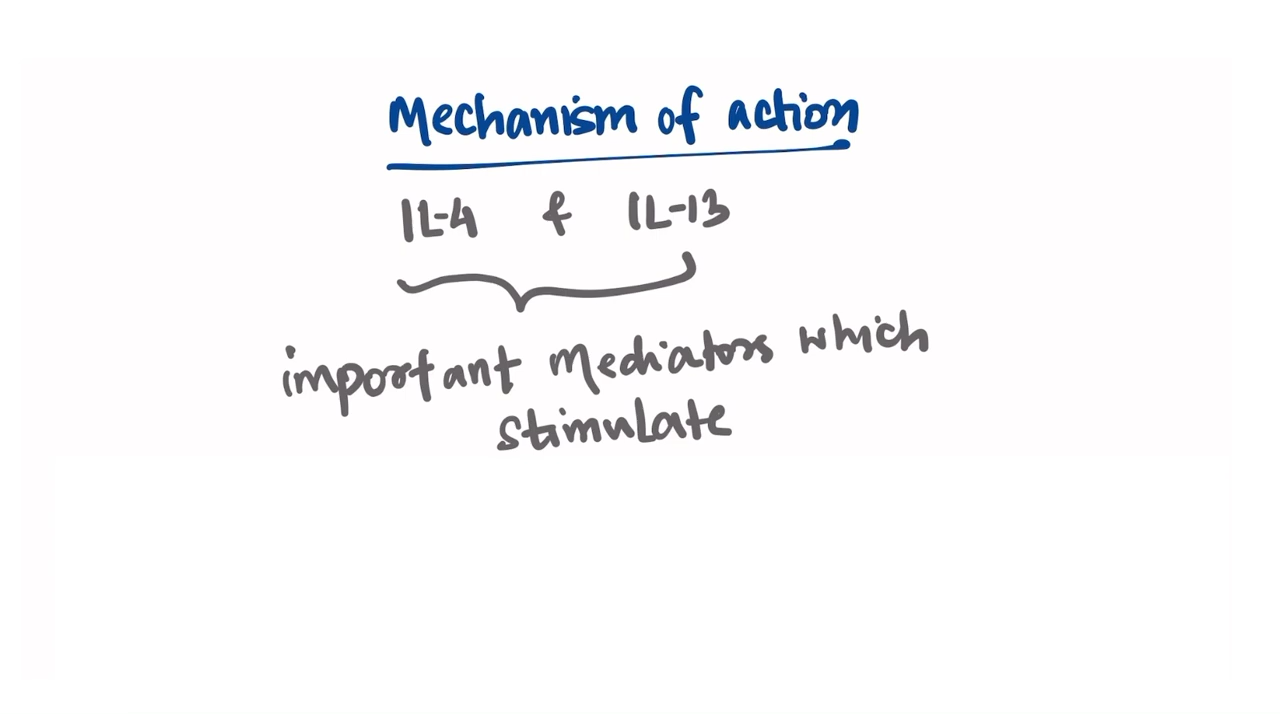 Mechanism of action
IL-4 & IL-13
important Mediators which
stimulate